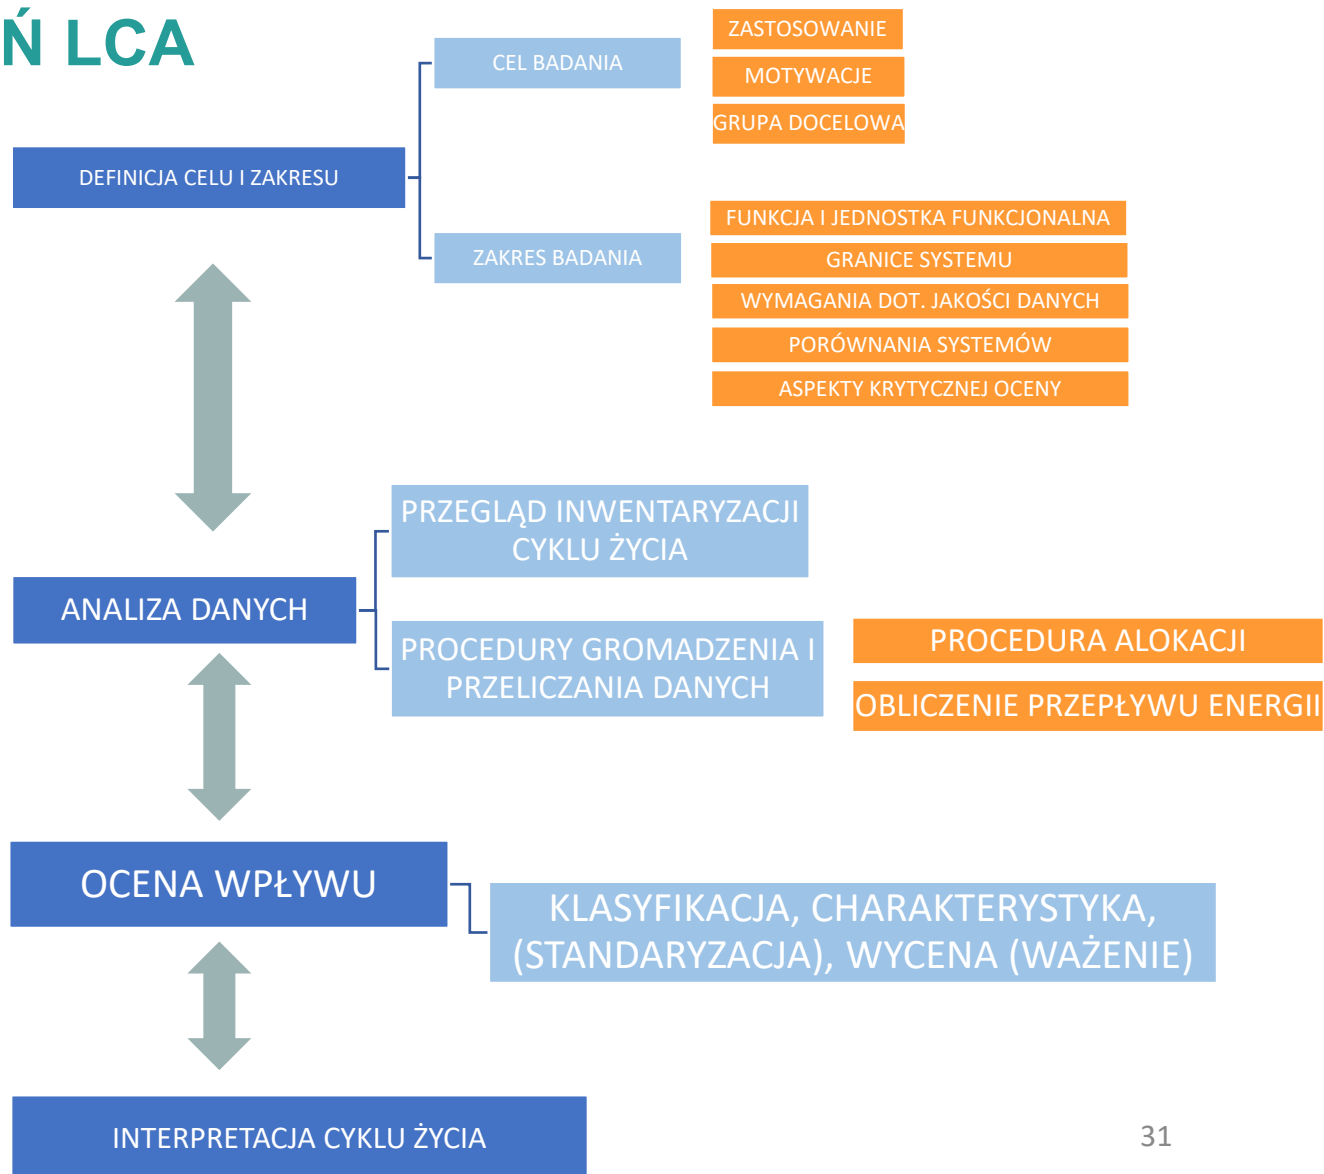 Ń LCA
CEL BADANIA
ZASTOSOWANIE
MOTYWACJE
GRUPA DOCELOWA
DEFINICJA CELU I ZAKRESU
ZAKRES BADANIA
FUNKCJA I JEDNOSTKA FUNKCJONALNA
GRANICE SYSTEMU
WYMAGANIA DOT. JAKOŚCI DANYCH
PORÓWNANIA SYSTEMÓW
ASPEKTY KRYTYCZNEJ OCENY
PRZEGLĄD INWENTARYZACJI
CYKLU ŻYCIA
ANALIZA DANYCH
PROCEDURY GROMADZENIA I
PRZELICZANIA DANYCH
PROCEDURA ALOKACJI
OBLICZENIE PRZEPŁYWU ENERGII
OCENA WPŁYWU
KLASYFIKACJA, CHARAKTERYSTYKA,
(STANDARYZACJA), WYCENA (WAŻENIE)
INTERPRETACJA CYKLU ŻYCIA
31